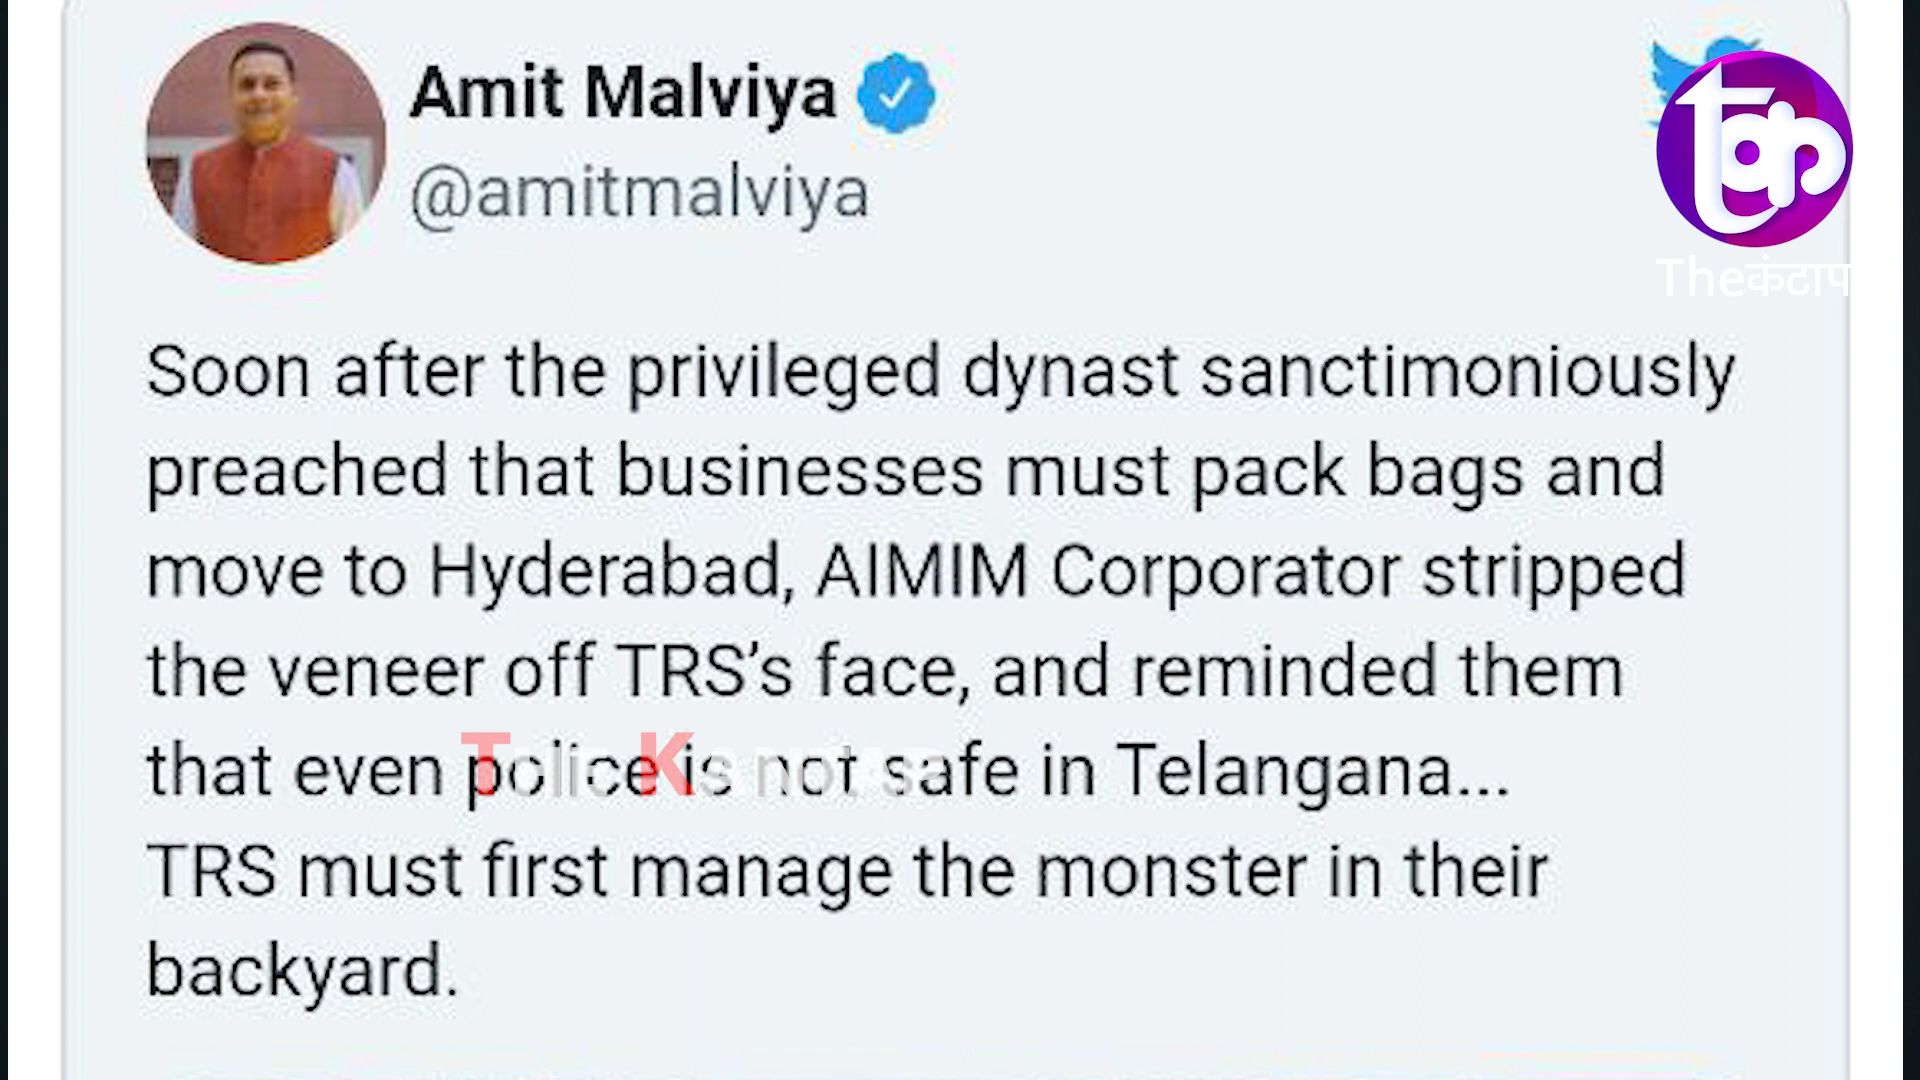 Amit Malviya
@amitmalviya
tak
Theकंटाप
Soon after the privileged dynast sanctimoniously
preached that businesses must pack bags and
move to Hyderabad, AIMIM Corporator stripped
the veneer off TRS’s face, and reminded them
that even police is not safe in Telangana...
TRS must first manage the monster in their
backyard.